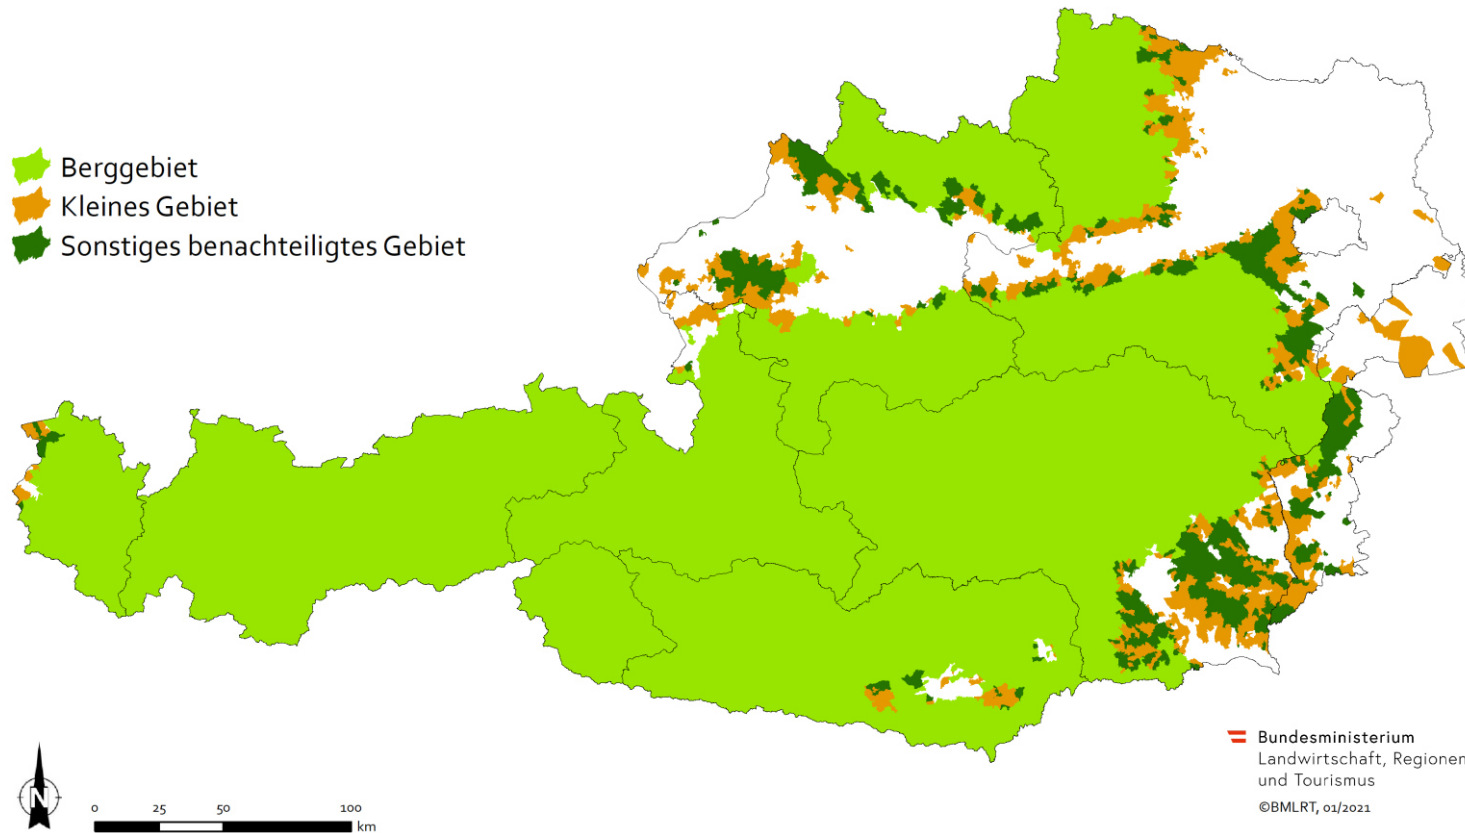 Berggebiet
Kleines Gebiet
Sonstiges benachteiligtes Gebiet
N
0 25 50 100
km
Bundesministerium
Landwirtschaft, Regionen
und Tourismus
©BMLRT, 01/2021